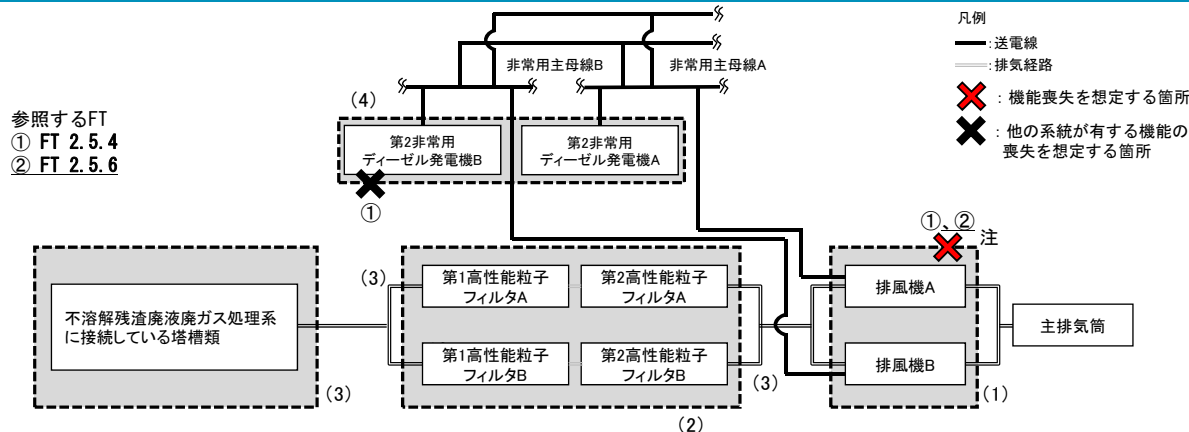 凡例
:送電線
:排気経路
:機能喪失を想定する箇所
:他の系統が有する機能の
喪失を想定する箇所
非常用主母線B
非常用主母線A
参照するFT
① FT 2.5.4
② FT 2.5.6
(4)
第2非常用
ディーゼル発電機B
第2非常用
ディーゼル発電機A
①
①、②
注
不溶解残渣廃液廃ガス処理系
に接続している塔槽類
(3)
(3)
第1高性能粒子
フィルタA
第2高性能粒子
フィルタA
第1高性能粒子
フィルタB
第2高性能粒子
フィルタB
(2)
(3)
排風機A
排風機B
(1)
主排気筒